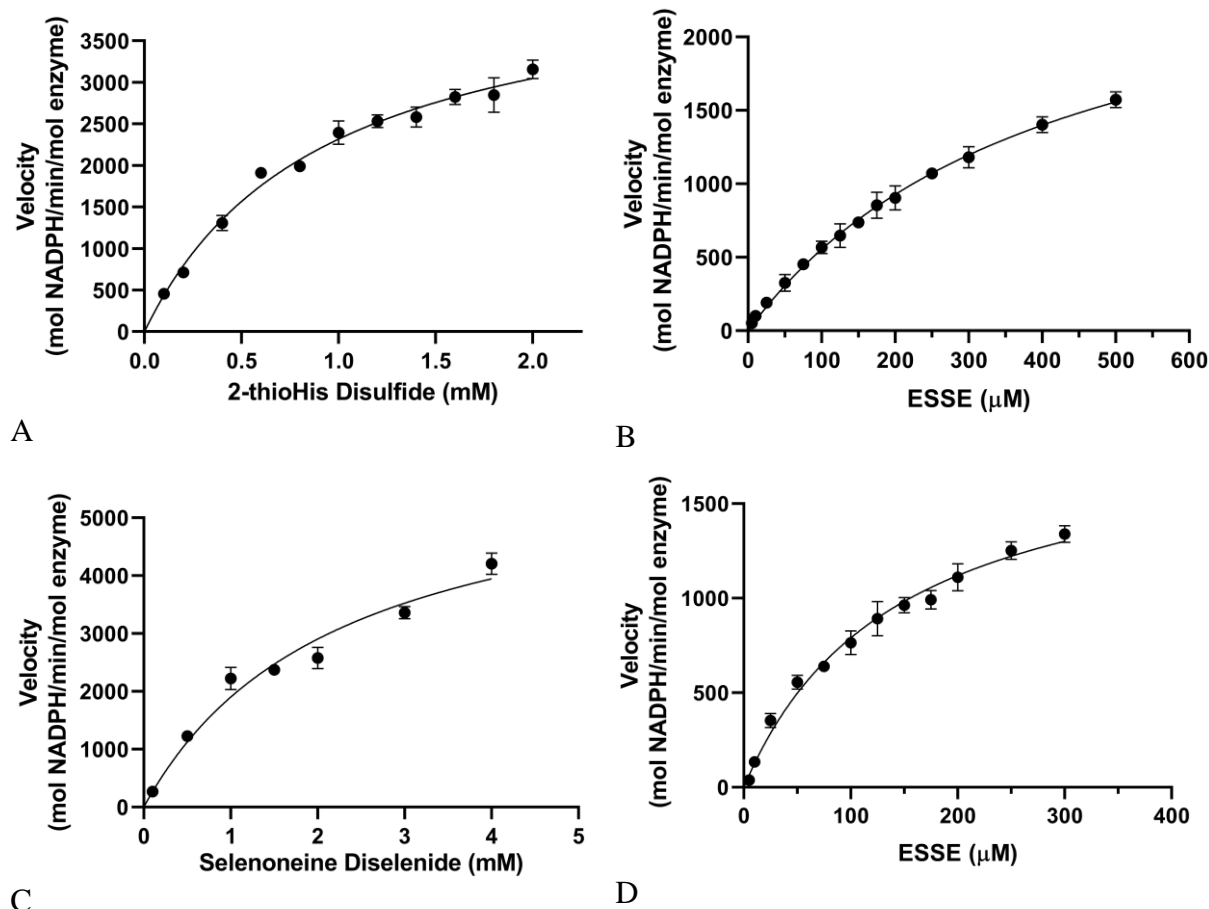 3500
3000
2500
2000
1500
1000
500
0
Velocity
(mol NADPH/min/mol enzyme)
0.0 0.5 1.0 1.5 2.0
2-thioHis Disulfide (mM)
A
2000
1500
1000
500
0
Velocity
(mol NADPH/min/mol enzyme)
0 100 200 300 400 500 600
ESSE (μM)
B
5000
4000
3000
2000
1000
0
Velocity
(mol NADPH/min/mol enzyme)
0 1 2 3 4 5
Selenoneine Diselenide (mM)
C
1500
1000
500
0
Velocity
(mol NADPH/min/mol enzyme)
0 100 200 300 400
ESSE (μM)
D